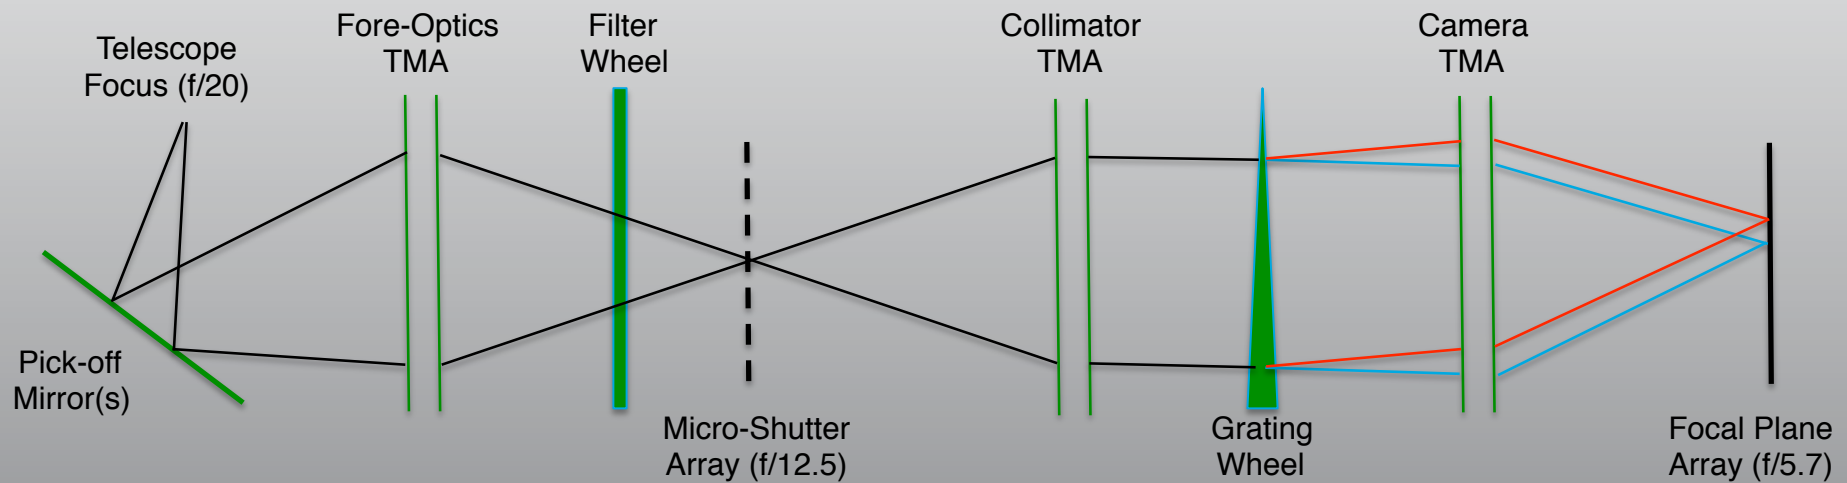 Telescope
Focus (f/20)
Fore-Optics
TMA
Filter
Wheel
Collimator
TMA
Camera
TMA
Pick-off
Mirror(s)
Micro-Shutter
Array (f/12.5)
Grating
Wheel
Focal Plane
Array (f/5.7)